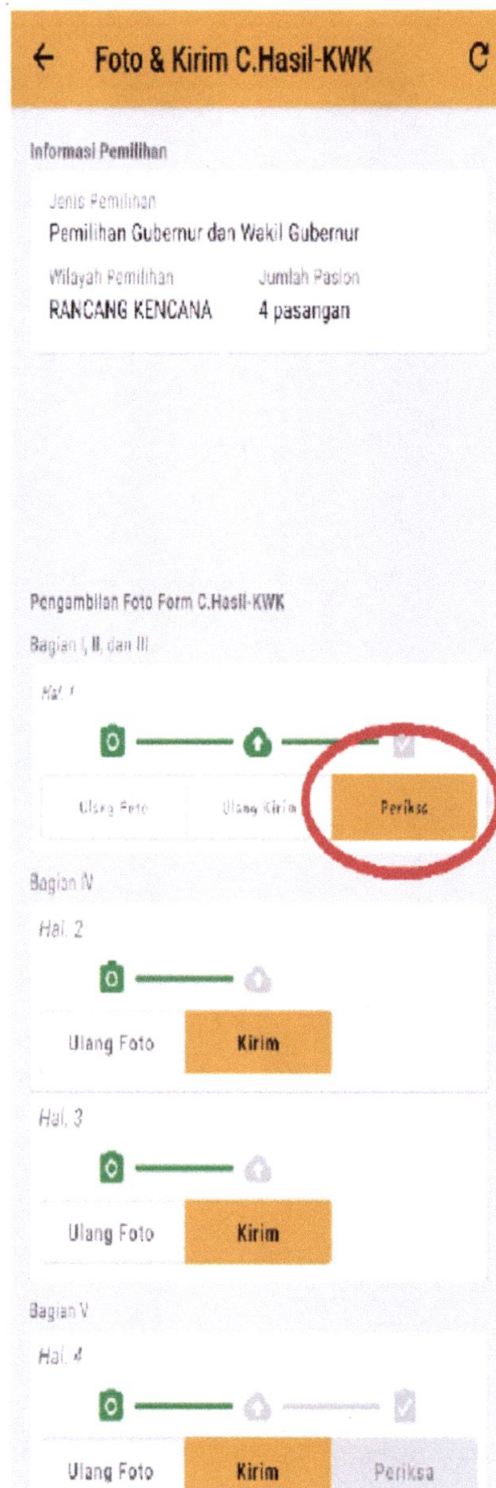 Foto & Kirim C.Hasil-KWK
Informasi Pemilihan
Jenis Pemilihan
Pemilihan Gubernur dan Wakil Gubernur
Wilayah Pemilihan Jumlah Paslon
RANCANG KENCANA 4 pasangan
Pengambilan Foto Form C.Hasil-KWK
Bagian I, II, dan III
Hal. 1
Ulang Foto Ulang Kirim Periksa
Bagian IV
Hal. 2
Ulang Foto Kirim
Hal. 3
Ulang Foto Kirim
Bagian V
Hal. 4
Ulang Foto Kirim Periksa